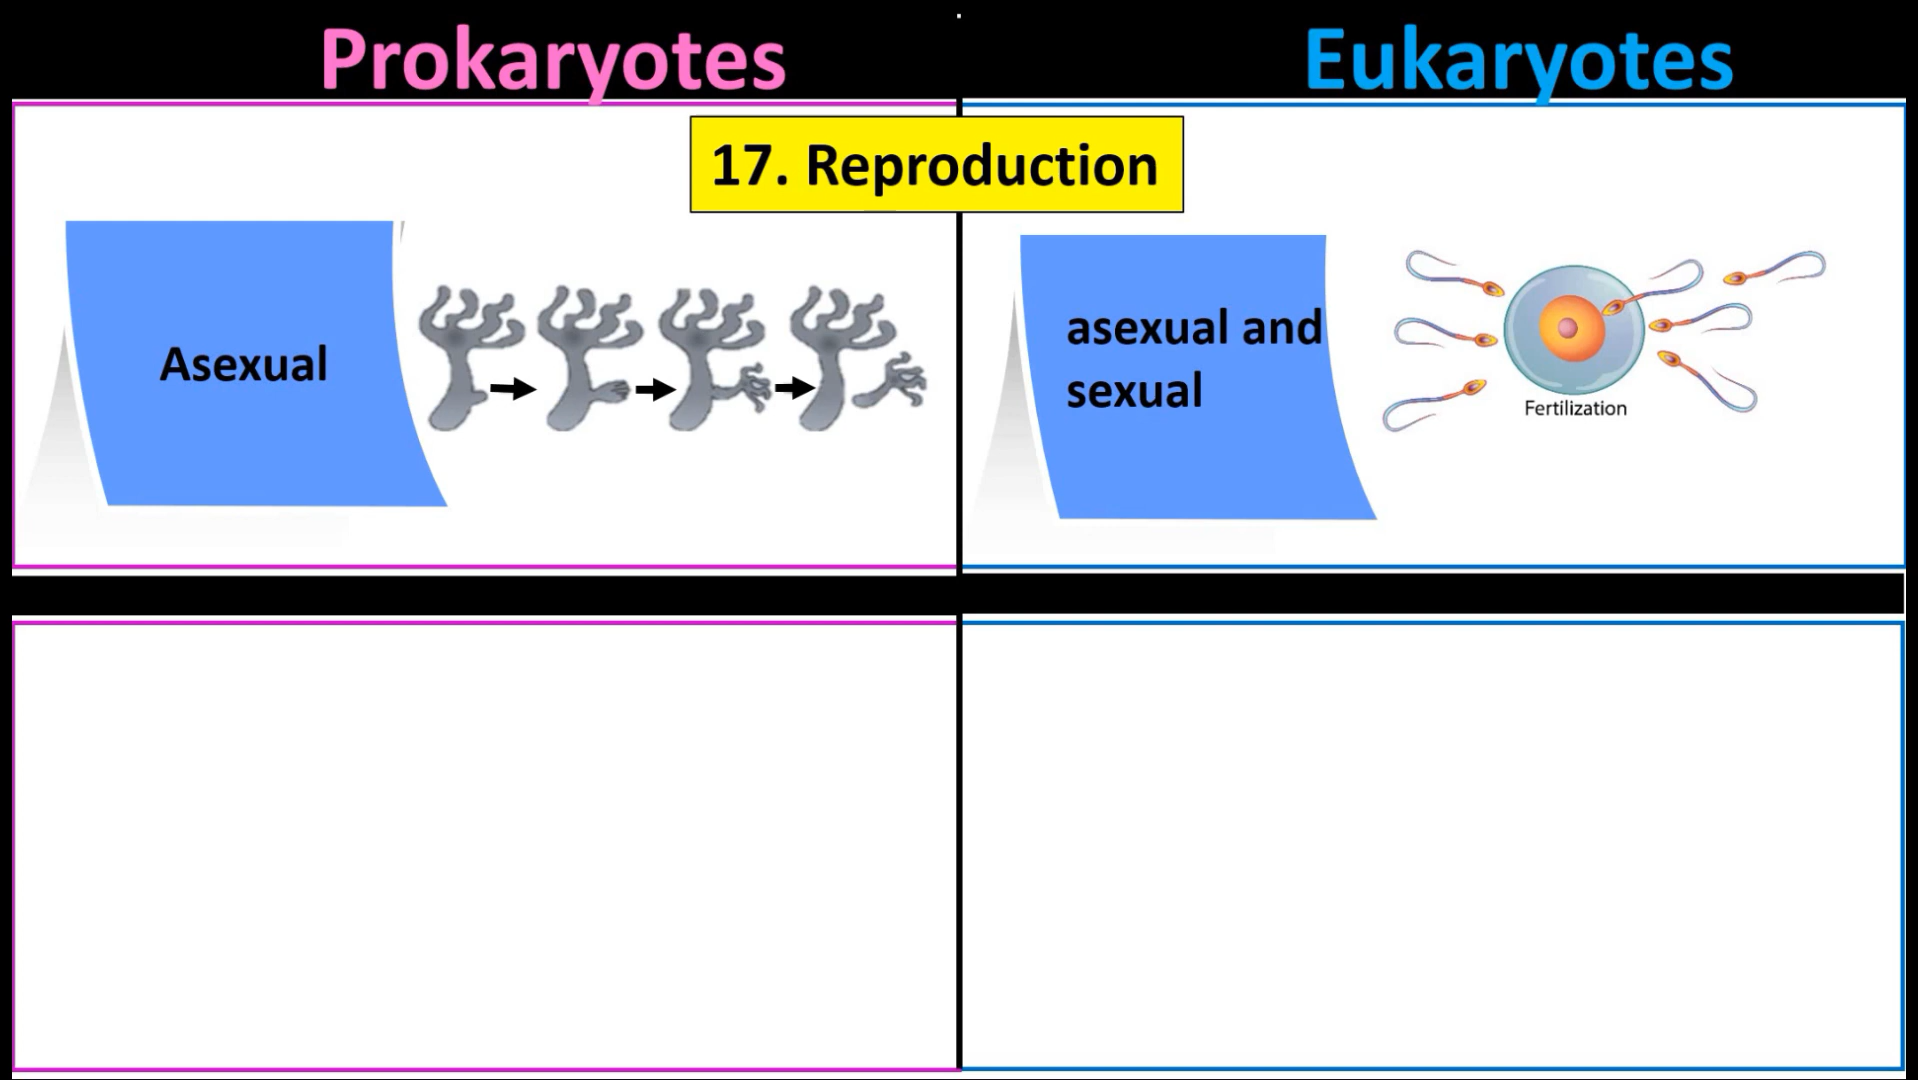 Prokaryotes
Eukaryotes
17. Reproduction
Asexual
asexual and
sexual
Fertilization